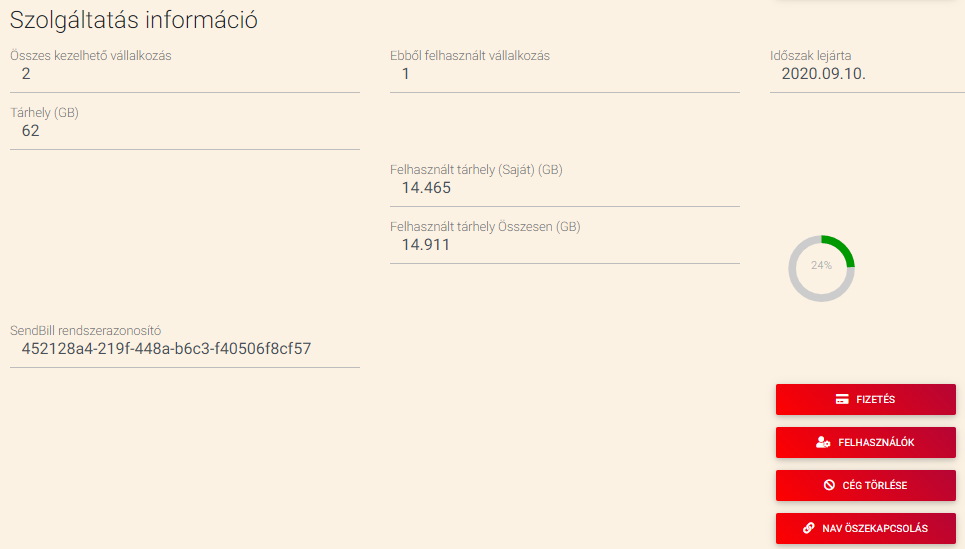 Szolgáltatás információ
Összes kezelhető vállalkozás
Ebből felhasznált vállalkozás
Időszak lejárta
2
1
2020.09.10.
Tárhely (GB)
62
Felhasznált tárhely (Saját) (GB)
14.465
Felhasznált tárhely Összesen (GB)
14.911
24%
SendBill rendszerazonosító
452128a4-219f-448a-b6c3-f40506f8cf57
FIZETÉS
FELHASZNÁLÓK
CÉG TÖRLÉSE
NAV ÖSZEKAPCSOLÁS